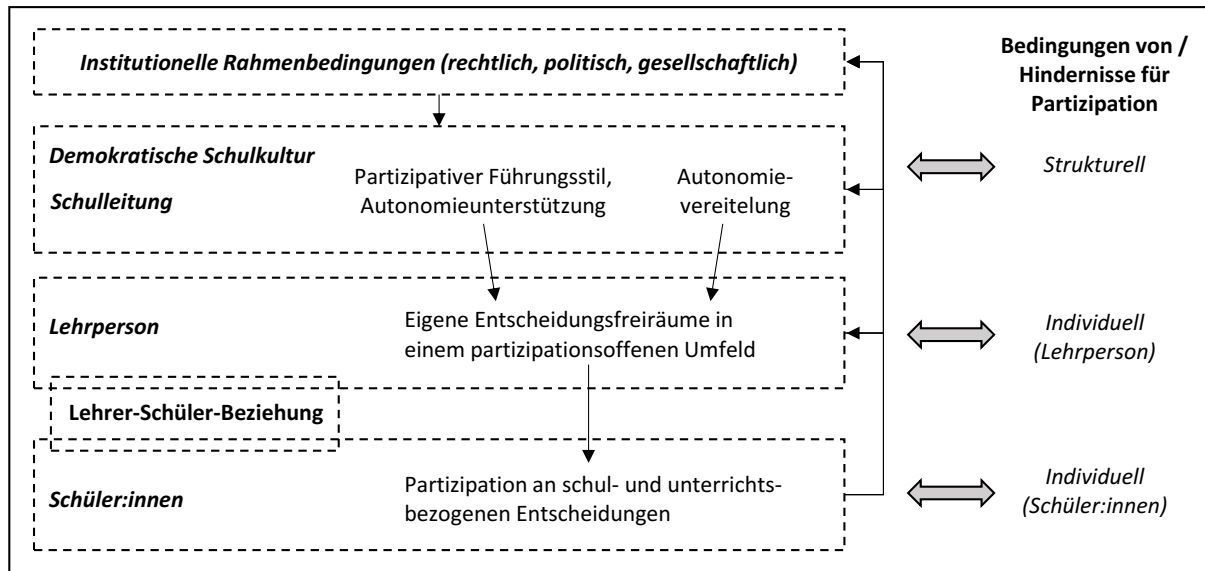 Institutionelle Rahmenbedingungen (rechtlich, politisch, gesellschaftlich)
Bedingungen von /
Hindernisse für
Partizipation
Demokratische Schulkultur
Schulleitung
Partizipativer Führungsstil,
Autonomieunterstützung
Autonomie-
vereitelung
Strukturell
Lehrperson
Eigene Entscheidungsfreiräume in
einem partizipationsoffenen Umfeld
Individuell
(Lehrperson)
Lehrer-Schüler-Beziehung
Schüler:innen
Partizipation an schul- und unterrichts-
bezogenen Entscheidungen
Individuell
(Schüler:innen)